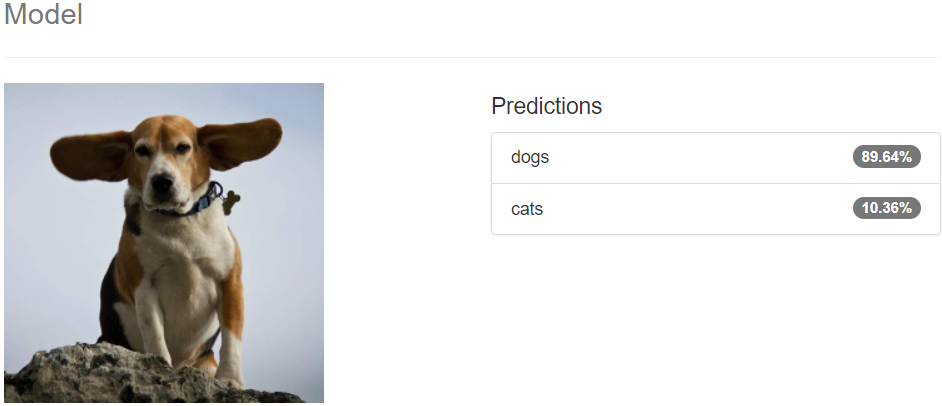 Model
Predictions
dogs 89.64%
cats 10.36%